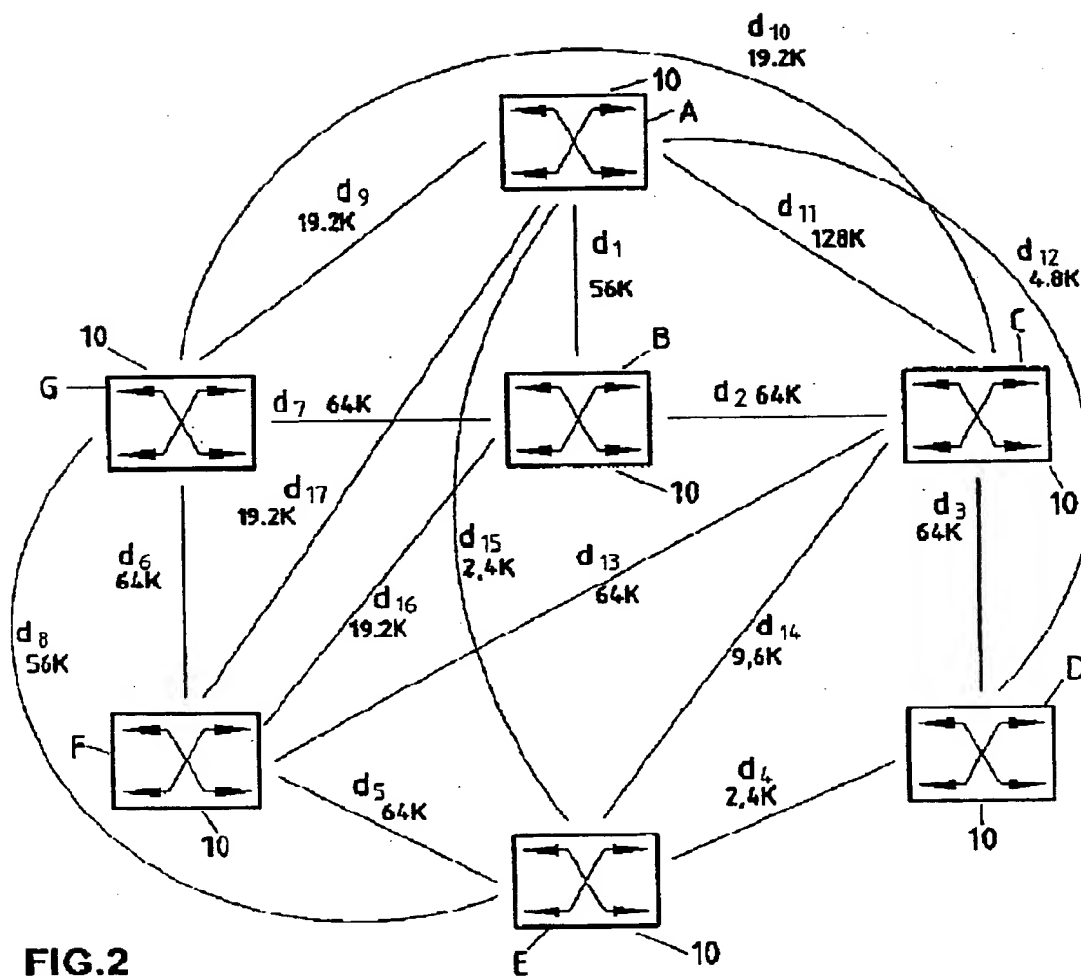 d10
19.2K
10
A
d9
19.2K
d11
128K
d1
56K
d12
4.8K
10
B
C
G
d7 64K
d2 64K
10
10
d17
19.2K
d3
64K
d15
2,4K
d13
64K
d6
64K
d16
19.2K
d14
9,6K
d8
56K
D
F
d4
2,4K
d5
64K
10
10
E
10
FIG.2